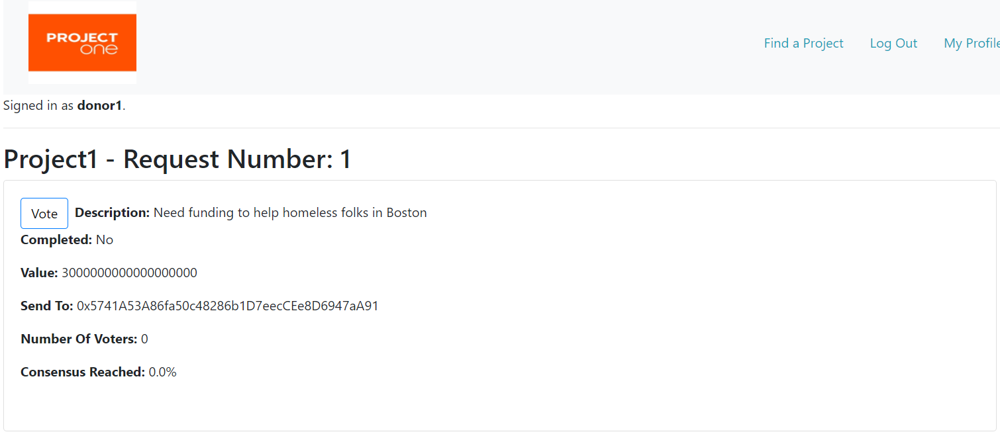 PROJECT
one
Find a Project Log Out My Profile
Signed in as donor1.
Project1 - Request Number: 1
Vote Description: Need funding to help homeless folks in Boston
Completed: No
Value: 3000000000000000000
Send To: 0x5741A53A86fa50c48286b1D7eecCEe8D6947aA91
Number Of Voters: 0
Consensus Reached: 0.0%